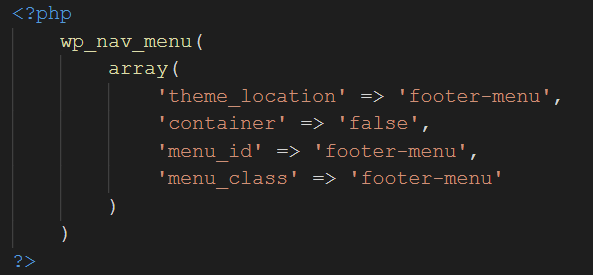 <?php
wp_nav_menu(
array(
'theme_location' => 'footer-menu',
'container' => 'false',
'menu_id' => 'footer-menu',
'menu_class' => 'footer-menu'
)
)
?>